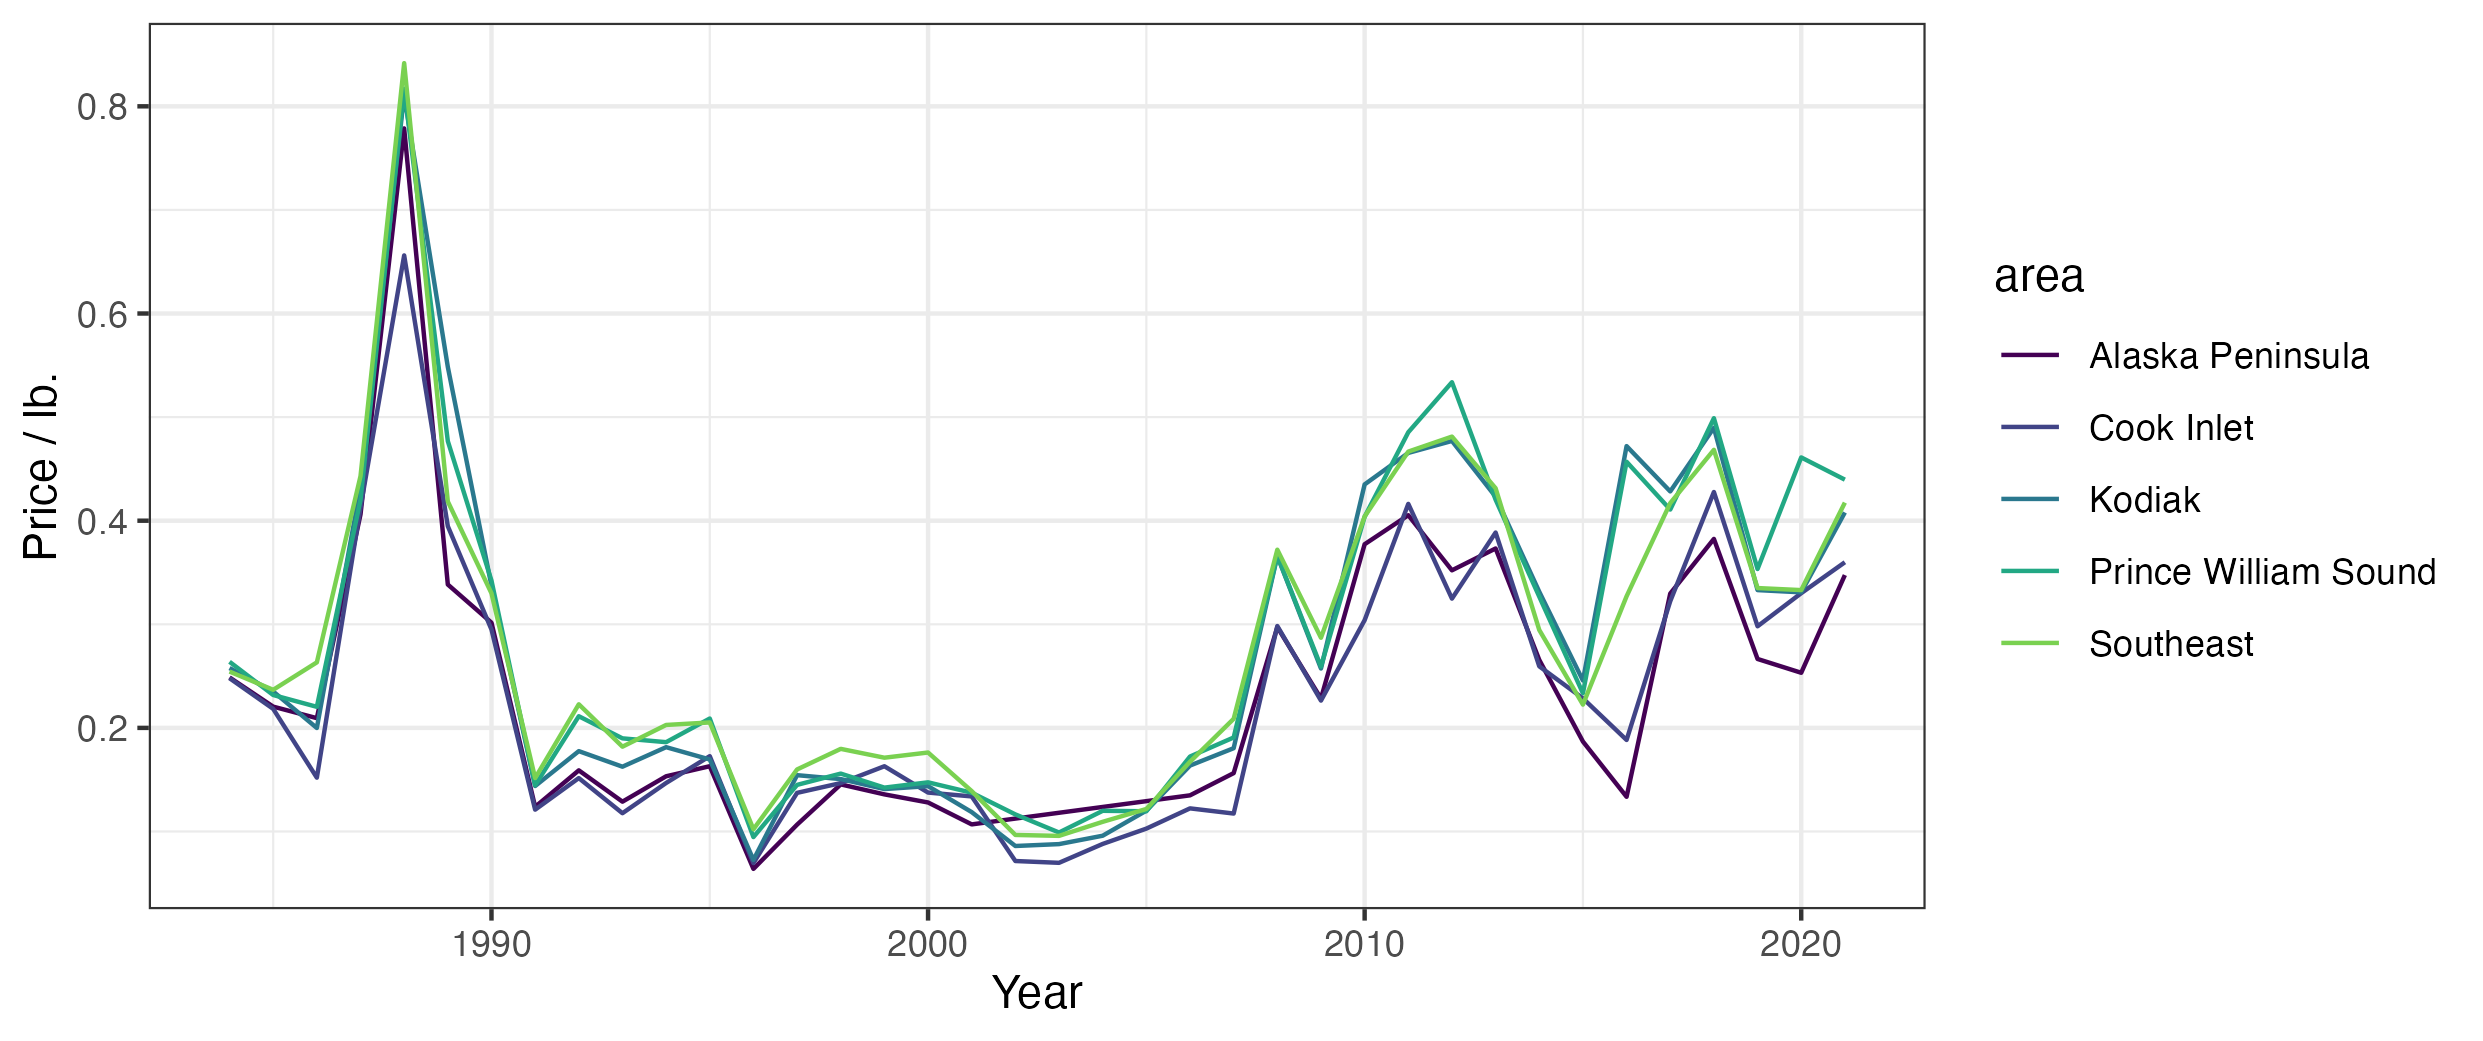 0.8
0.6
0.4
0.2
Price / lb.
1990
2000
2010
2020
Year
area
Alaska Peninsula
Cook Inlet
Kodiak
Prince William Sound
Southeast